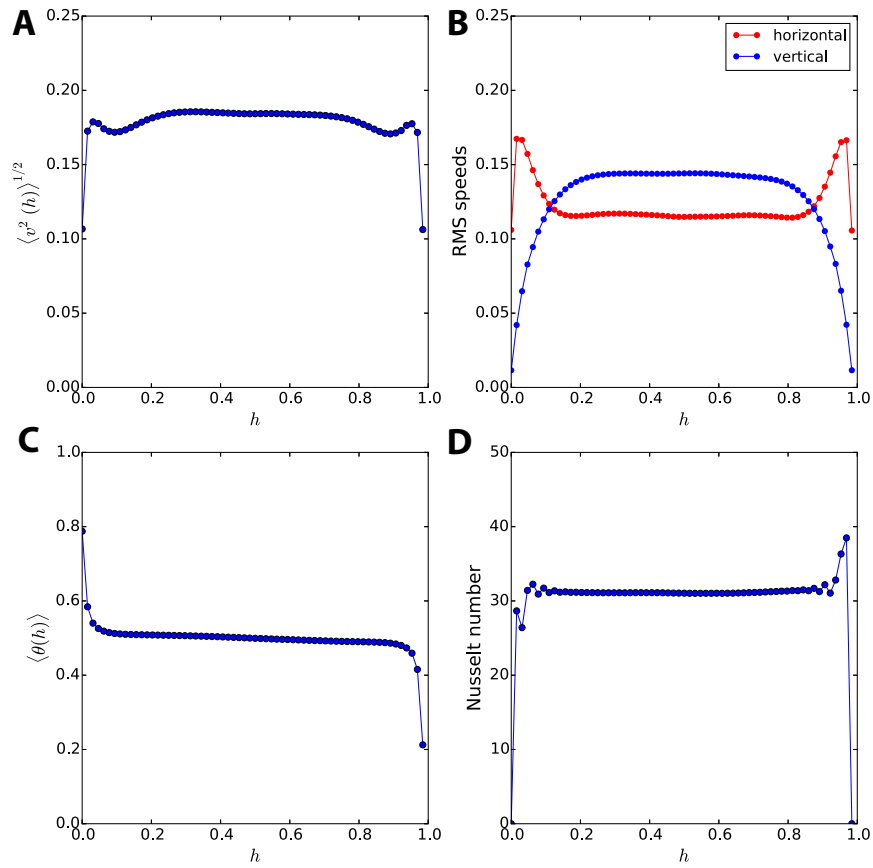 A
0.25
0.20
0.15
0.10
0.05
0.00
⟨v² (h)⟩^1/2
0.0 0.2 0.4 0.6 0.8 1.0
h
B
horizontal
vertical
0.25
0.20
0.15
0.10
0.05
0.00
RMS speeds
0.0 0.2 0.4 0.6 0.8 1.0
h
C
1.0
0.8
0.6
0.4
0.2
0.0
⟨θ(h)⟩
0.0 0.2 0.4 0.6 0.8 1.0
h
D
50
40
30
20
10
0
Nusselt number
0.0 0.2 0.4 0.6 0.8 1.0
h